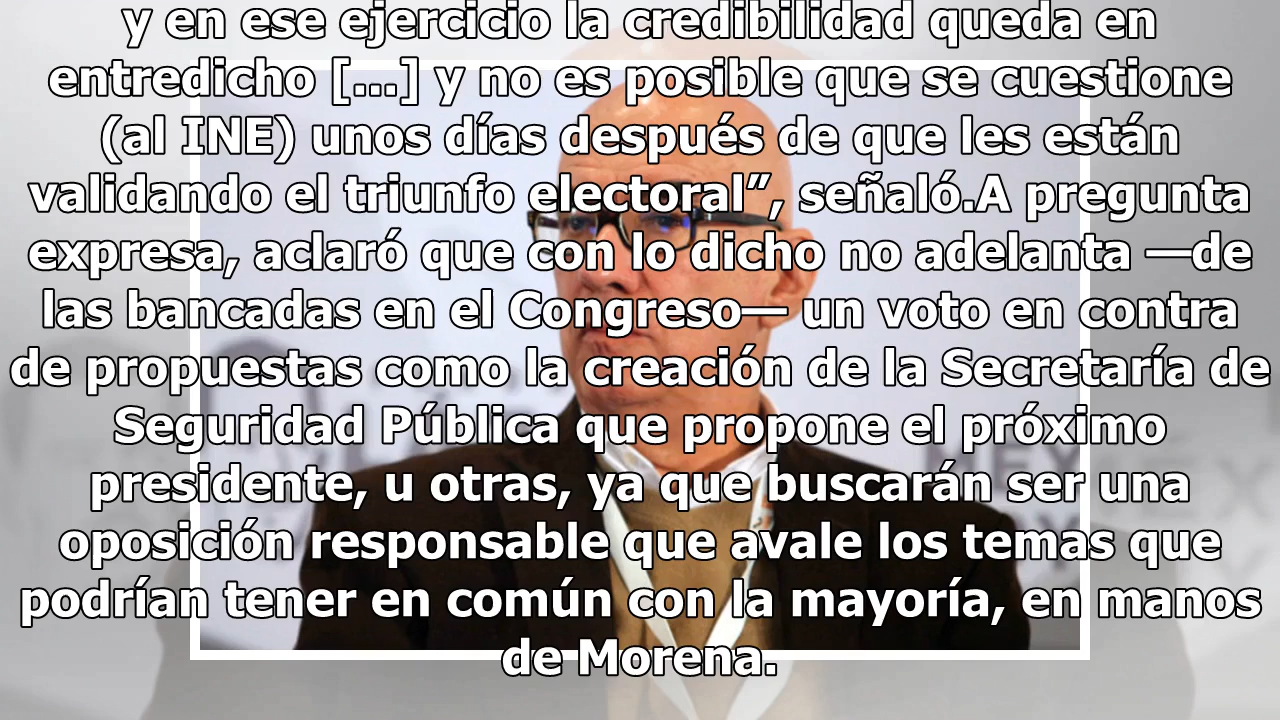 y en ese ejercicio la credibilidad queda en
entredicho [...] y no es posible que se cuestione
(al INE) unos días después de que les están
validando el triunfo electoral”, señaló.A pregunta
expresa, aclaró que con lo dicho no adelanta —de
las bancadas en el Congreso— un voto en contra
de propuestas como la creación de la Secretaría de
Seguridad Pública que propone el próximo
presidente, u otras, ya que buscarán ser una
oposición responsable que avale los temas que
podrían tener en común con la mayoría, en manos
de Morena.